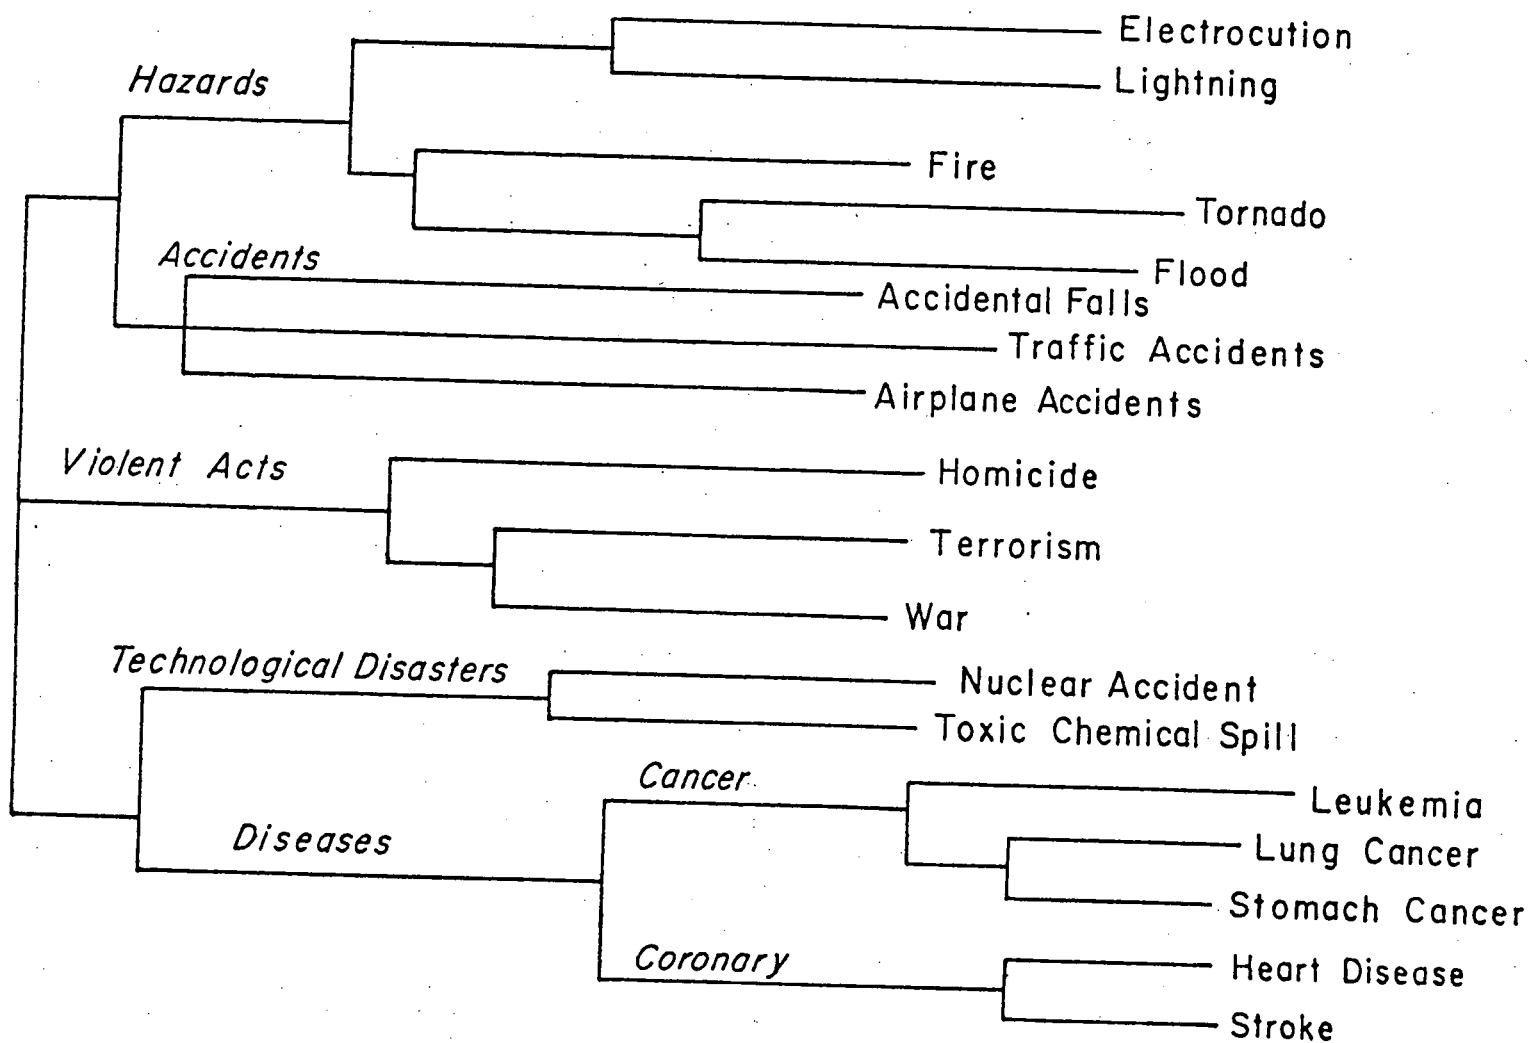 Electrocution
Hazards
Lightning
Fire
Tornado
Accidents
Flood
Accidental Falls
Traffic Accidents
Airplane Accidents
Violent Acts
Homicide
Terrorism
War
Technological Disasters
Nuclear Accident
Toxic Chemical Spill
Cancer
Leukemia
Diseases
Lung Cancer
Stomach Cancer
Coronary
Heart Disease
Stroke